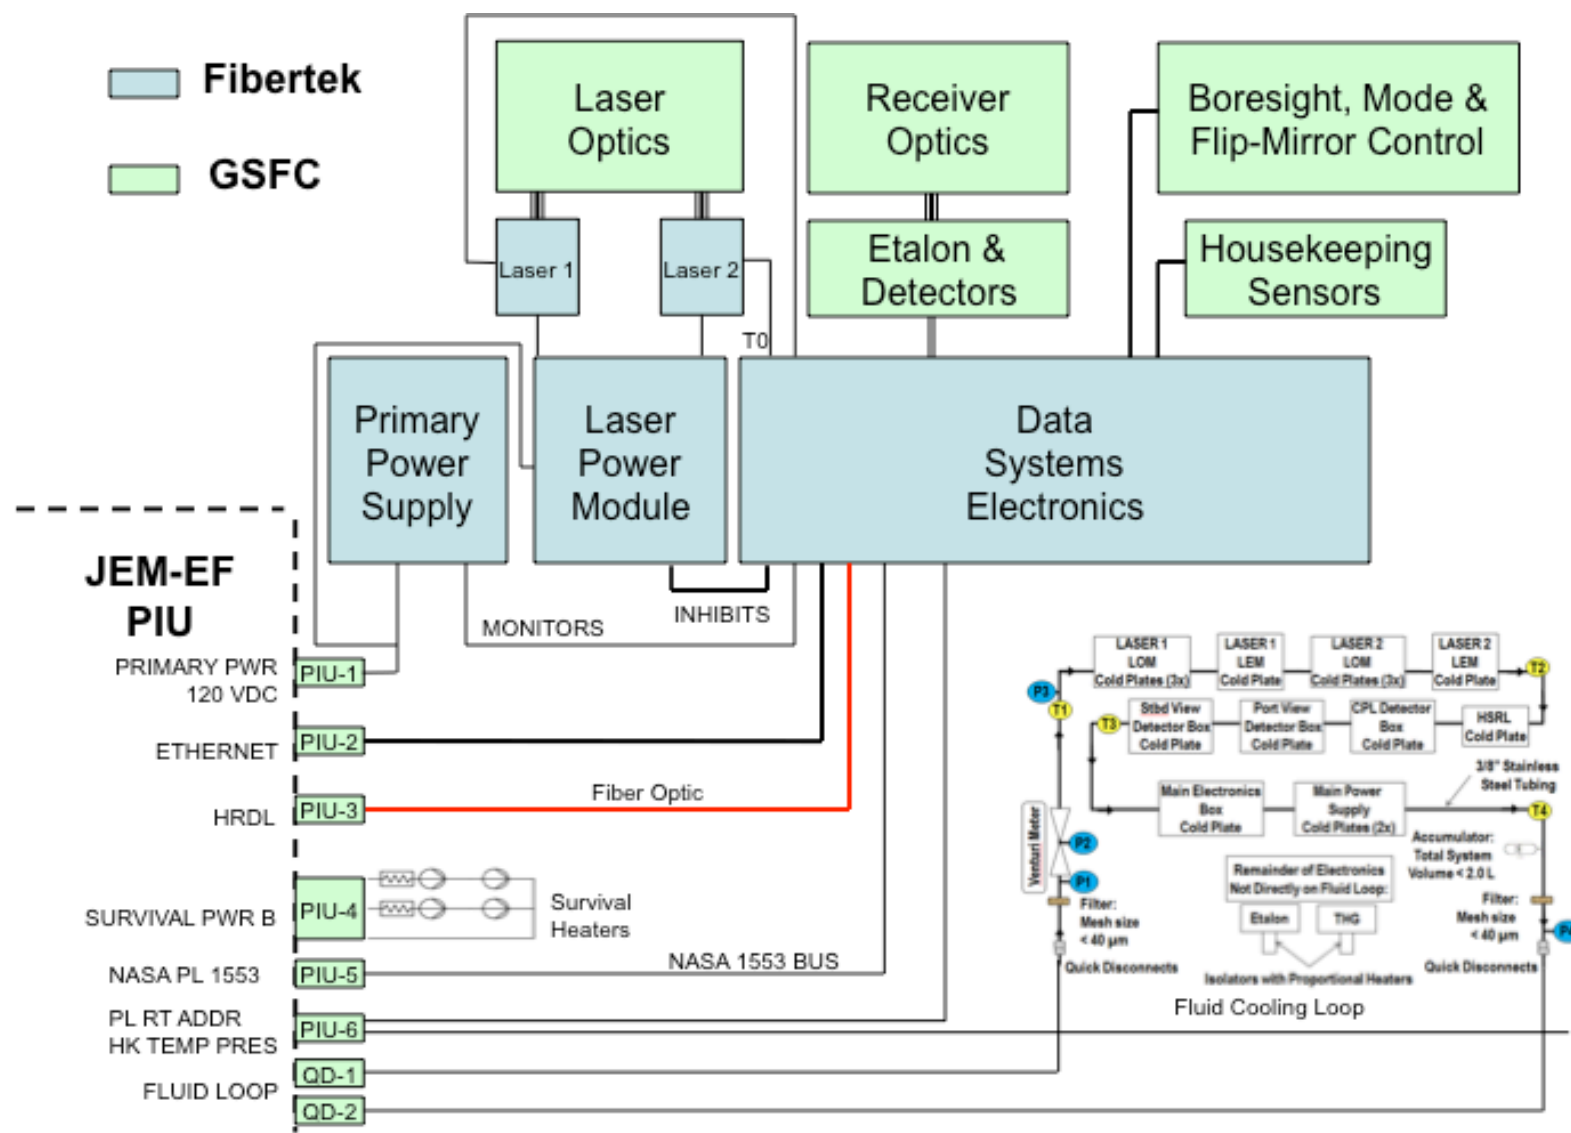 Fibertek
GSFC
Laser
Optics
Receiver
Optics
Boresight, Mode &
Flip-Mirror Control
Laser 1
Laser 2
Etalon &
Detectors
Housekeeping
Sensors
T0
Primary
Power
Supply
Laser
Power
Module
Data
Systems
Electronics
JEM-EF
PIU
MONITORS
INHIBITS
PRIMARY PWR
120 VDC
PIU-1
ETHERNET
PIU-2
HRDL
PIU-3
Fiber Optic
SURVIVAL PWR B
PIU-4
Survival
Heaters
NASA PL 1553
PIU-5
NASA 1553 BUS
PL RT ADDR
HK TEMP PRES
PIU-6
FLUID LOOP
QD-1
QD-2
LASER 1
LOM
Cold Plates (3x)
LASER 1
LEM
Cold Plate
LASER 2
LOM
Cold Plates (3x)
LASER 2
LEM
Cold Plate
T2
P3
T1
T3
Stbd View
Detector Box
Cold Plate
Port View
Detector Box
Cold Plate
CPL Detector
Box
Cold Plate
HSRL
Cold Plate
3/8" Stainless
Steel Tubing
Main Electronics
Box
Cold Plate
Main Power
Supply
Cold Plates (2x)
T4
Venturi Meter
P2
P1
Accumulator:
Total System
Volume < 2.0 L
Remainder of Electronics
Not Directly on Fluid Loop:
Etalon
THG
Filter:
Mesh size
< 40 μm
Filter:
Mesh size
< 40 μm
Quick Disconnects
Isolators with Proportional Heaters
Quick Disconnects
Fluid Cooling Loop